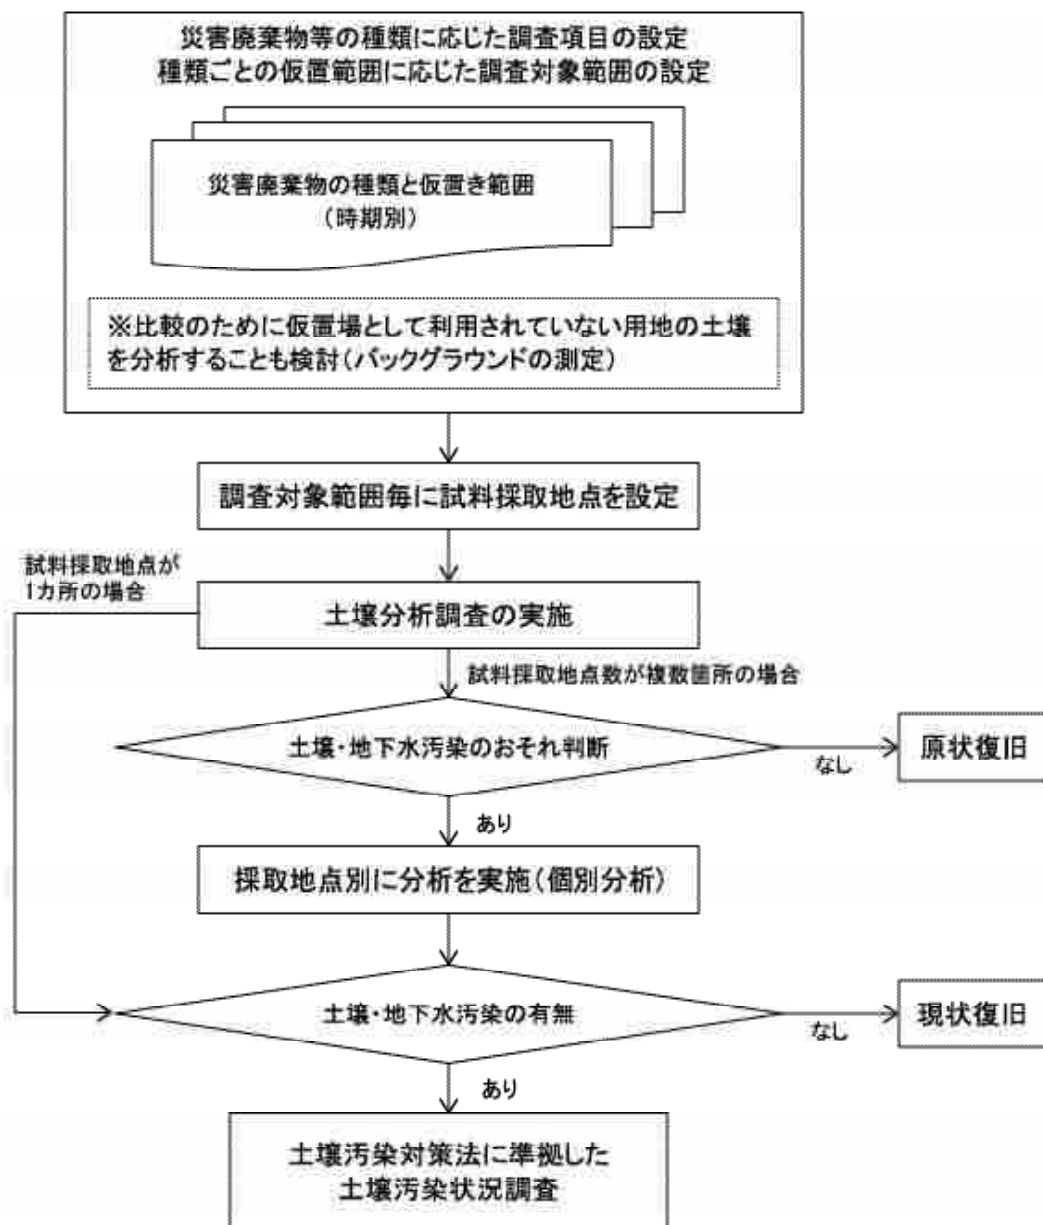 災害廃棄物等の種類に応じた調査項目の設定
種類ごとの仮置範囲に応じた調査対象範囲の設定
災害廃棄物の種類と仮置き範囲
（時期別）
※比較のために仮置場として利用されていない用地の土壌
を分析することも検討（バックグラウンドの測定）
調査対象範囲毎に試料採取地点を設定
試料採取地点が
1カ所の場合
土壌分析調査の実施
試料採取地点数が複数箇所の場合
土壌・地下水汚染のおそれ判断
なし
原状復旧
あり
採取地点別に分析を実施（個別分析）
土壌・地下水汚染の有無
なし
現状復旧
あり
土壌汚染対策法に準拠した
土壌汚染状況調査